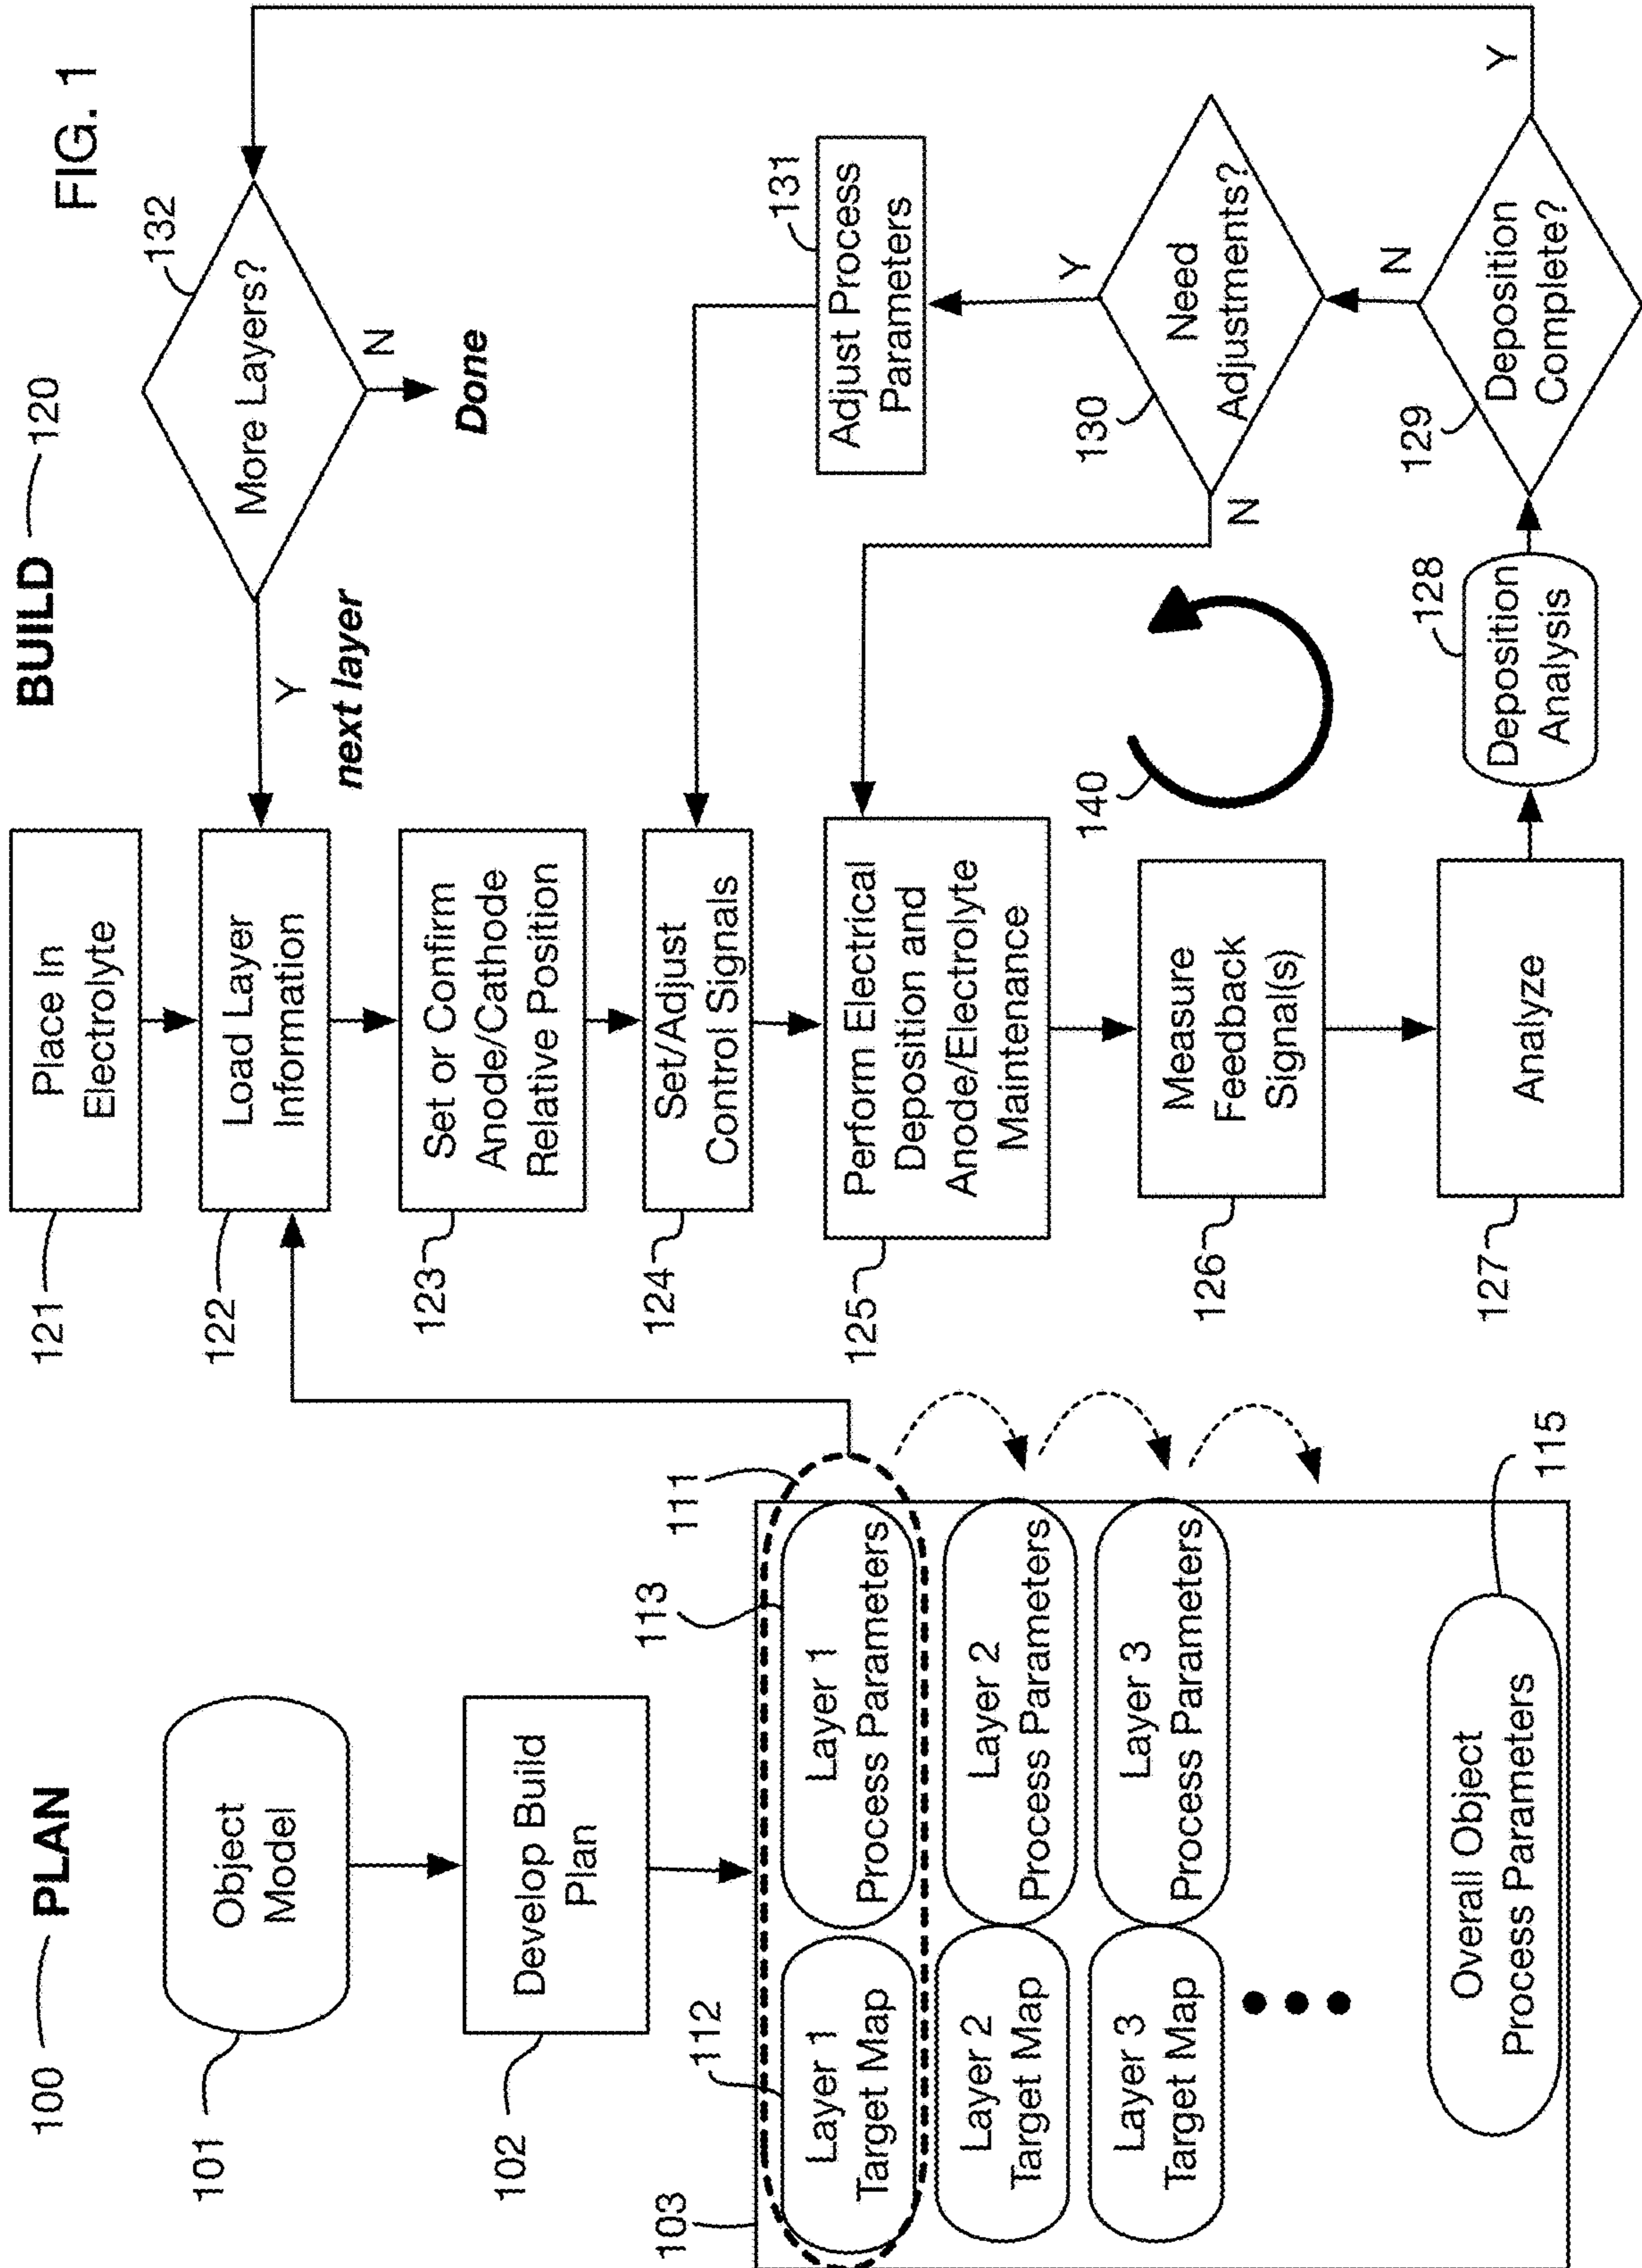 FIG. 1
100 PLAN
101
Object
Model
102
Develop Build
Plan
103
111
112
113
Layer 1
Target Map
Layer 1
Process Parameters
Layer 2
Target Map
Layer 2
Process Parameters
Layer 3
Target Map
Layer 3
Process Parameters
115
Overall Object
Process Parameters
BUILD 120
121
Place In
Electrolyte
122
Load Layer
Information
123
Set or Confirm
Anode/Cathode
Relative Position
124
Set/Adjust
Control Signals
125
Perform Electrical
Deposition and
Anode/Electrolyte
Maintenance
126
Measure
Feedback
Signal(s)
127
Analyze
128
Deposition
Analysis
129
Deposition
Complete?
N
Y
130
Need
Adjustments?
N
Y
131
Adjust Process
Parameters
140
132
More Layers?
Y
next layer
N
Done